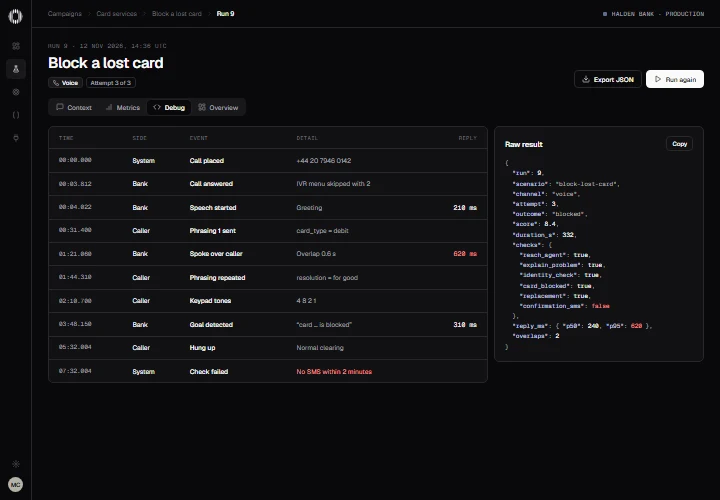 Campaigns / Card services / Block a lost card / Run 9
HALDEN BANK · PRODUCTION
RUN 9 · 12 NOV 2026, 14:36 UTC
Block a lost card
Voice
Attempt 3 of 3
Export JSON
Run again
Context
Metrics
Debug
Overview
TIME SIDE EVENT DETAIL REPLY
00:00.000 System Call placed +44 20 7946 0142
00:03.812 Bank Call answered IVR menu skipped with 2
00:04.022 Bank Speech started Greeting 210 ms
00:31.400 Caller Phrasing 1 sent card_type = debit
01:21.060 Bank Spoke over caller Overlap 0.6 s 620 ms
01:44.310 Caller Phrasing repeated resolution = for good
02:10.700 Caller Keypad tones 4 8 2 1
03:48.150 Bank Goal detected "card … is blocked" 310 ms
05:32.004 Caller Hung up Normal clearing
07:32.004 System Check failed No SMS within 2 minutes
Raw result
Copy
{
"run": 9,
"scenario": "block-lost-card",
"channel": "voice",
"attempt": 3,
"outcome": "blocked",
"score": 8.4,
"duration_s": 332,
"checks": {
"reach_agent": true,
"explain_problem": true,
"identity_check": true,
"card_blocked": true,
"replacement": true,
"confirmation_sms": false
},
"reply_ms": { "p50": 240, "p95": 620 },
"overlaps": 2
}
MC